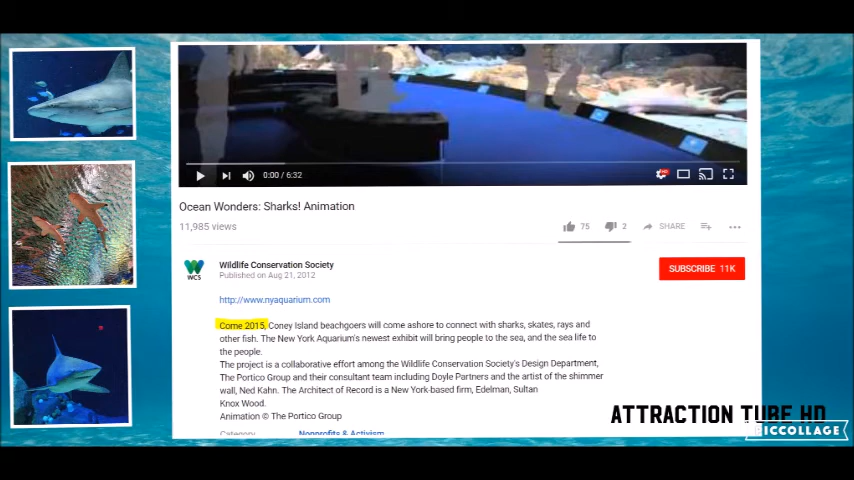 0:00 / 6:32
HD
Ocean Wonders: Sharks! Animation
11,985 views
75
2
SHARE
WCS
Wildlife Conservation Society
Published on Aug 21, 2012
SUBSCRIBE 11K
http://www.nyaquarium.com
Come 2015, Coney Island beachgoers will come ashore to connect with sharks, skates, rays and
other fish. The New York Aquarium's newest exhibit will bring people to the sea, and the sea life to
the people.
The project is a collaborative effort among the Wildlife Conservation Society's Design Department,
The Portico Group and their consultant team including Doyle Partners and the artist of the shimmer
wall, Ned Kahn. The Architect of Record is a New York-based firm, Edelman, Sultan
Knox Wood.
Animation © The Portico Group
Category
Nonprofits & Activism
ATTRACTION TUBE HD
PICCOLLAGE